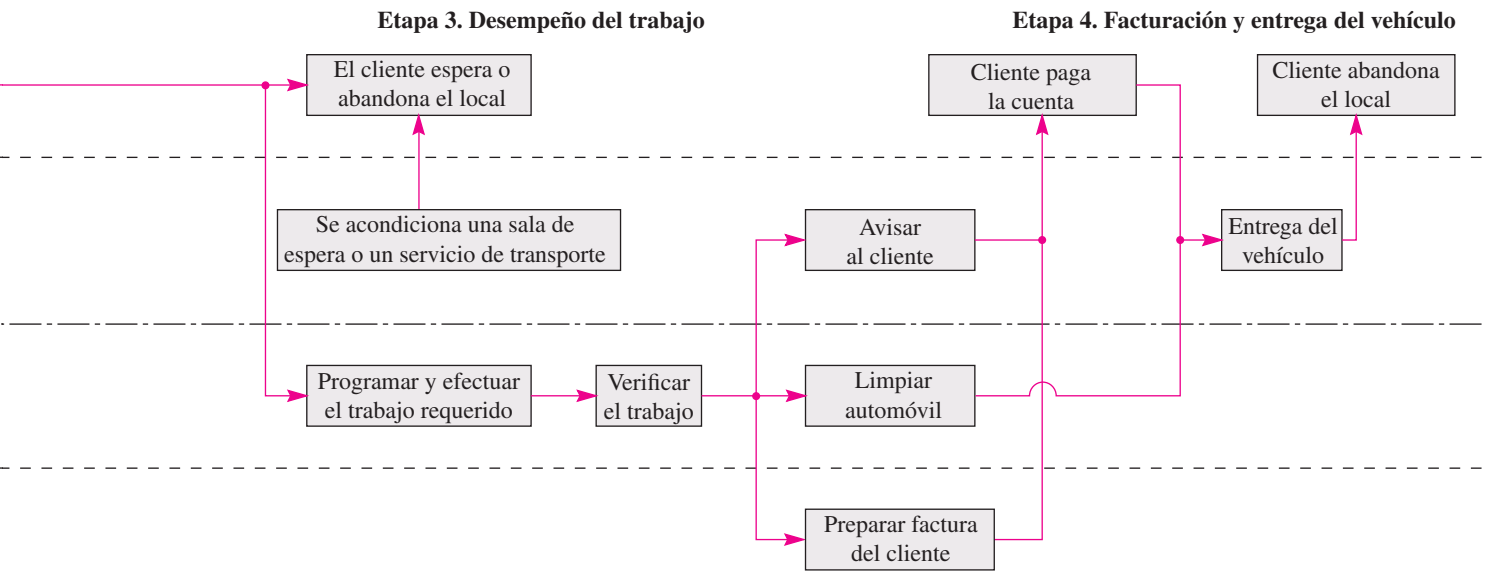 Etapa 3. Desempeño del trabajo
Etapa 4. Facturación y entrega del vehículo
El cliente espera o
abandona el local
Cliente paga
la cuenta
Cliente abandona
el local
Se acondiciona una sala de
espera o un servicio de transporte
Avisar
al cliente
Entrega del
vehículo
Programar y efectuar
el trabajo requerido
Verificar
el trabajo
Limpiar
automóvil
Preparar factura
del cliente